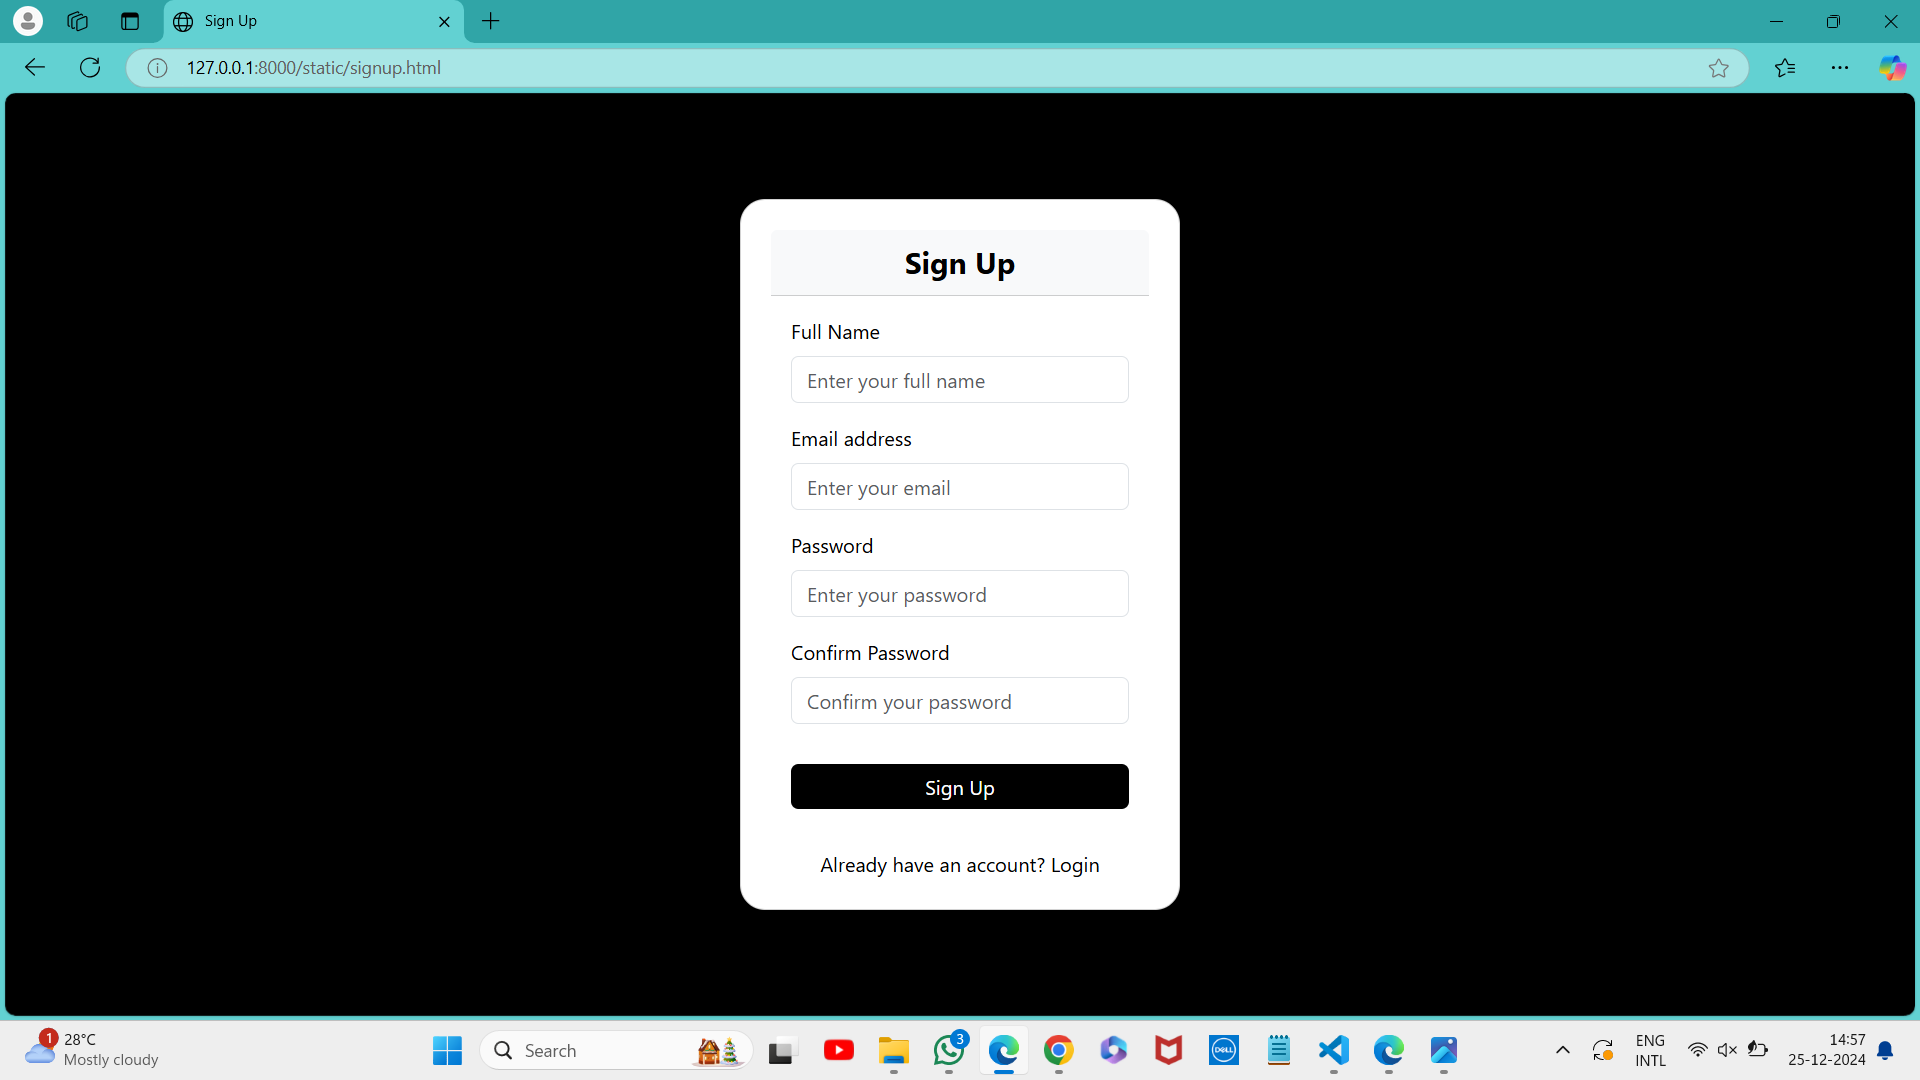 Sign Up
127.0.0.1:8000/static/signup.html
Sign Up
Full Name
Enter your full name
Email address
Enter your email
Password
Enter your password
Confirm Password
Confirm your password
Sign Up
Already have an account? Login
1
28°C
Mostly cloudy
Search
3
DELL
ENG
INTL
14:57
25-12-2024